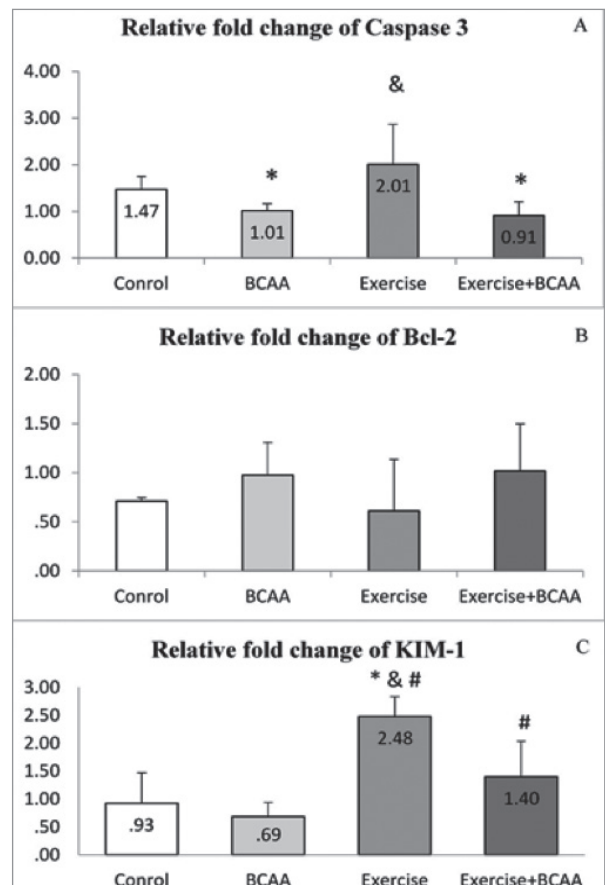 Relative fold change of Caspase 3 A
&
4.00
3.00
2.00
1.00
0.00
* *
1.47 1.01 2.01 0.91
Conrol BCAA Exercise Exercise+BCAA
Relative fold change of Bcl-2 B
2.00
1.50
1.00
.50
.00
Conrol BCAA Exercise Exercise+BCAA
Relative fold change of KIM-1 C
* & #
3.00
2.50
2.00
1.50
1.00
.50
.00
#
.93 .69 2.48 1.40
Conrol BCAA Exercise Exercise+BCAA